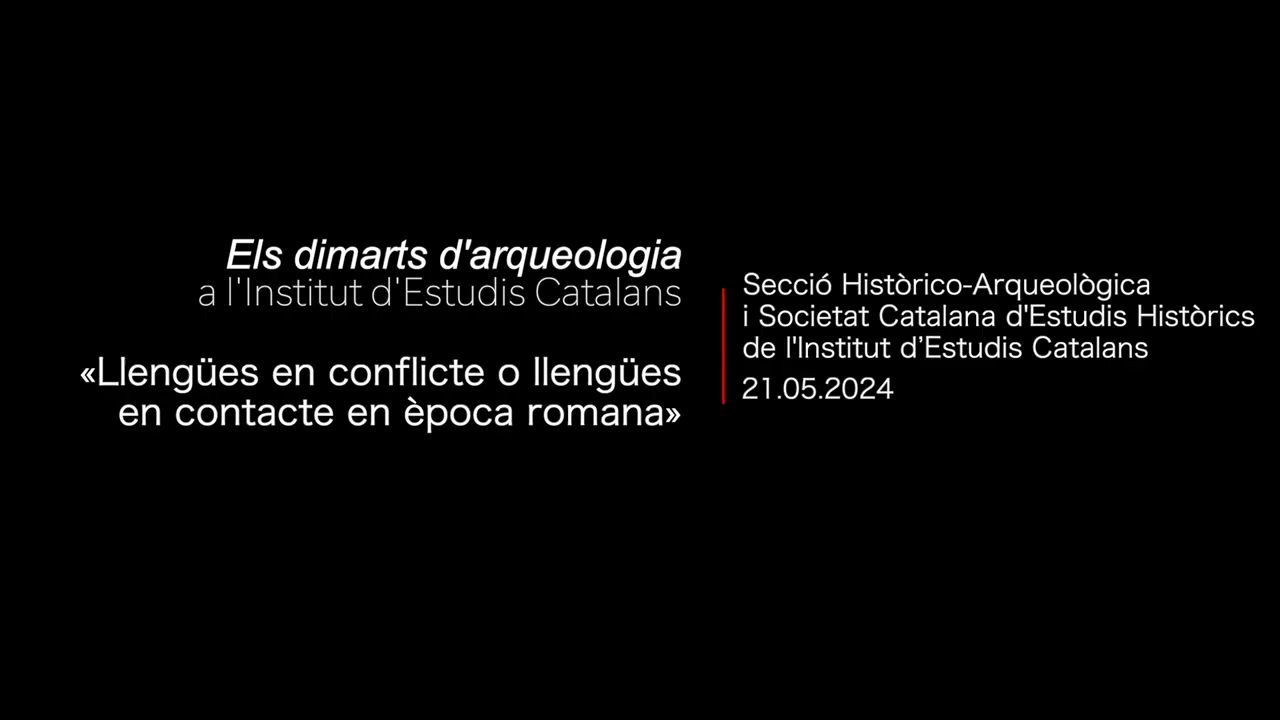 Els dimarts d'arqueologia
a l'Institut d'Estudis Catalans
«Llengües en conflicte o llengües
en contacte en època romana»
Secció Històrico-Arqueològica
i Societat Catalana d'Estudis Històrics
de l'Institut d’Estudis Catalans
21.05.2024